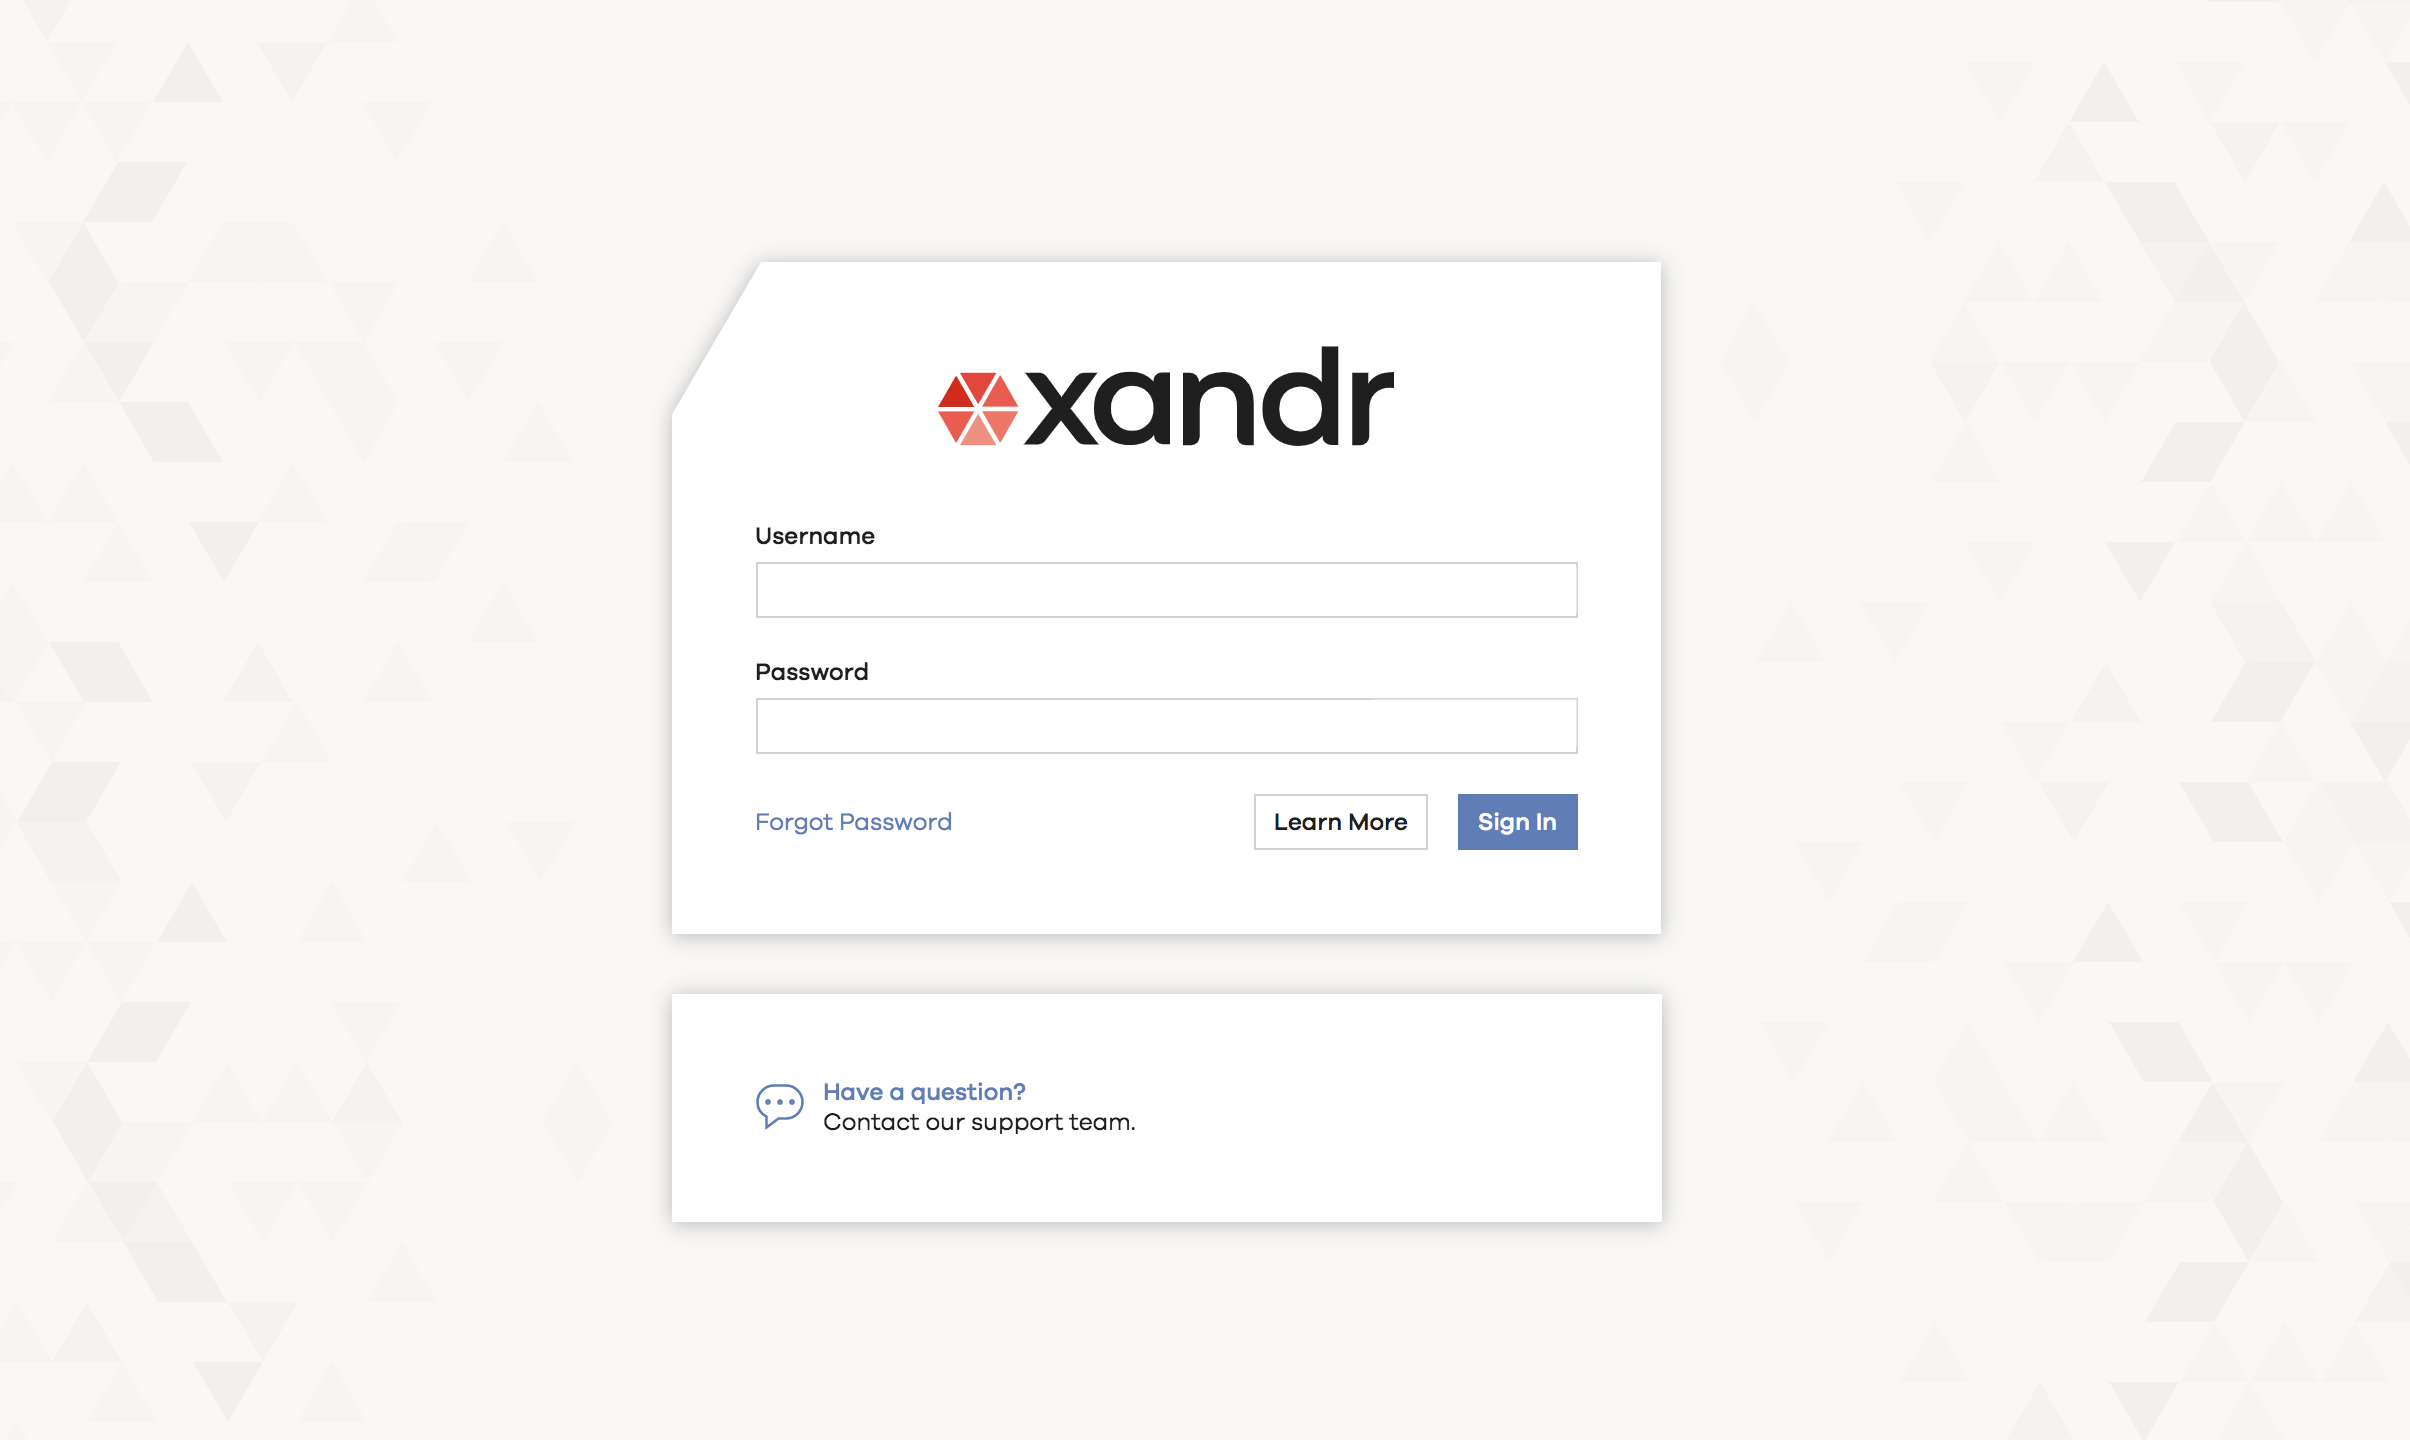 xandr
Username
Password
Forgot Password
Learn More
Sign In
Have a question?
Contact our support team.